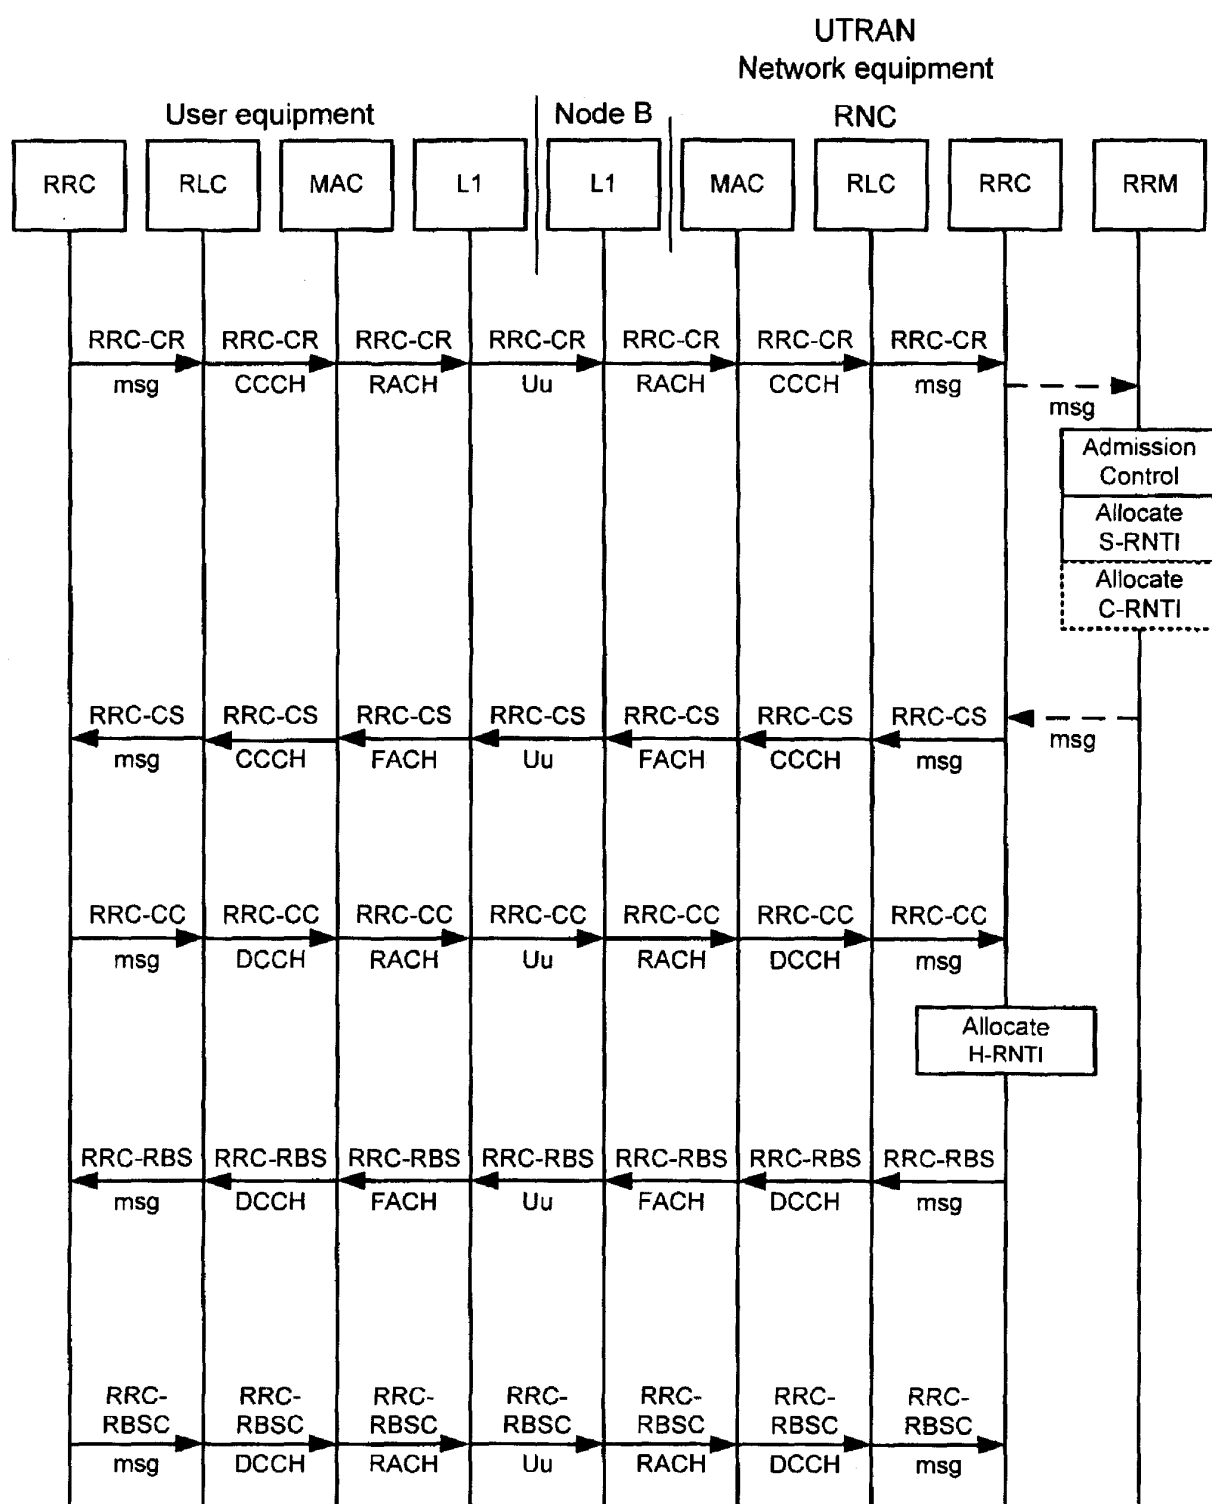 UTRAN
Network equipment
User equipment
Node B
RNC
RRC
RLC
MAC
L1
L1
MAC
RLC
RRC
RRM
RRC-CR RRC-CR RRC-CR RRC-CR RRC-CR RRC-CR RRC-CR
msg CCCH RACH Uu RACH CCCH msg
msg
Admission
Control
Allocate
S-RNTI
Allocate
C-RNTI
RRC-CS RRC-CS RRC-CS RRC-CS RRC-CS RRC-CS RRC-CS
msg
msg CCCH FACH Uu FACH CCCH msg
RRC-CC RRC-CC RRC-CC RRC-CC RRC-CC RRC-CC RRC-CC
msg DCCH RACH Uu RACH DCCH msg
Allocate
H-RNTI
RRC-RBS RRC-RBS RRC-RBS RRC-RBS RRC-RBS RRC-RBS RRC-RBS
msg DCCH FACH Uu FACH DCCH msg
RRC- RRC- RRC- RRC- RRC- RRC- RRC-
RBSC RBSC RBSC RBSC RBSC RBSC RBSC
msg DCCH RACH Uu RACH DCCH msg